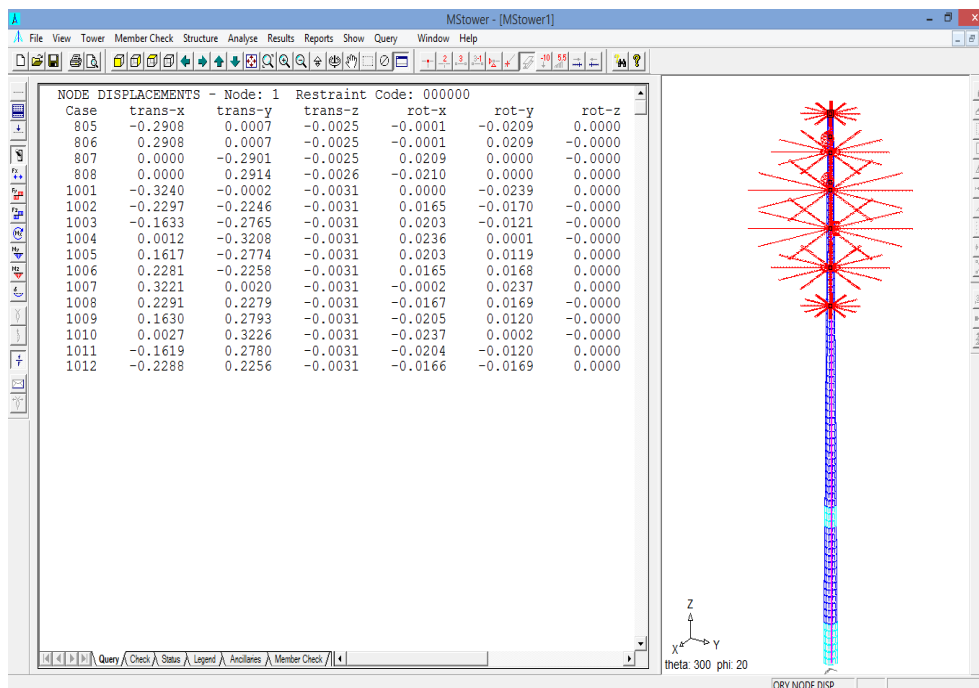 MStower - [MStower1]
File View Tower Member Check Structure Analyse Results Reports Show Query Window Help
NODE DISPLACEMENTS - Node: 1 Restraint Code: 000000
Case trans-x trans-y trans-z rot-x rot-y rot-z
805 -0.2908 0.0007 -0.0025 -0.0001 -0.0209 0.0000
806 0.2908 0.0007 -0.0025 -0.0001 0.0209 -0.0000
807 0.0000 -0.2901 -0.0025 0.0209 0.0000 -0.0000
808 0.0000 0.2914 -0.0026 -0.0210 0.0000 0.0000
1001 -0.3240 -0.0002 -0.0031 0.0000 -0.0239 0.0000
1002 -0.2297 -0.2246 -0.0031 0.0165 -0.0170 -0.0000
1003 -0.1633 -0.2765 -0.0031 0.0203 -0.0121 -0.0000
1004 0.0012 -0.3208 -0.0031 0.0236 0.0001 -0.0000
1005 0.1617 -0.2774 -0.0031 0.0203 0.0119 0.0000
1006 0.2281 -0.2258 -0.0031 0.0165 0.0168 0.0000
1007 0.3221 0.0020 -0.0031 -0.0002 0.0237 0.0000
1008 0.2291 0.2279 -0.0031 -0.0167 0.0169 -0.0000
1009 0.1630 0.2793 -0.0031 -0.0205 0.0120 -0.0000
1010 0.0027 0.3226 -0.0031 -0.0237 0.0002 -0.0000
1011 -0.1619 0.2780 -0.0031 -0.0204 -0.0120 0.0000
1012 -0.2288 0.2256 -0.0031 -0.0166 -0.0169 0.0000
Z
X Y
theta: 300 phi: 20
Query Check Status Legend Ancillaries Member Check
QRY NODE DISP